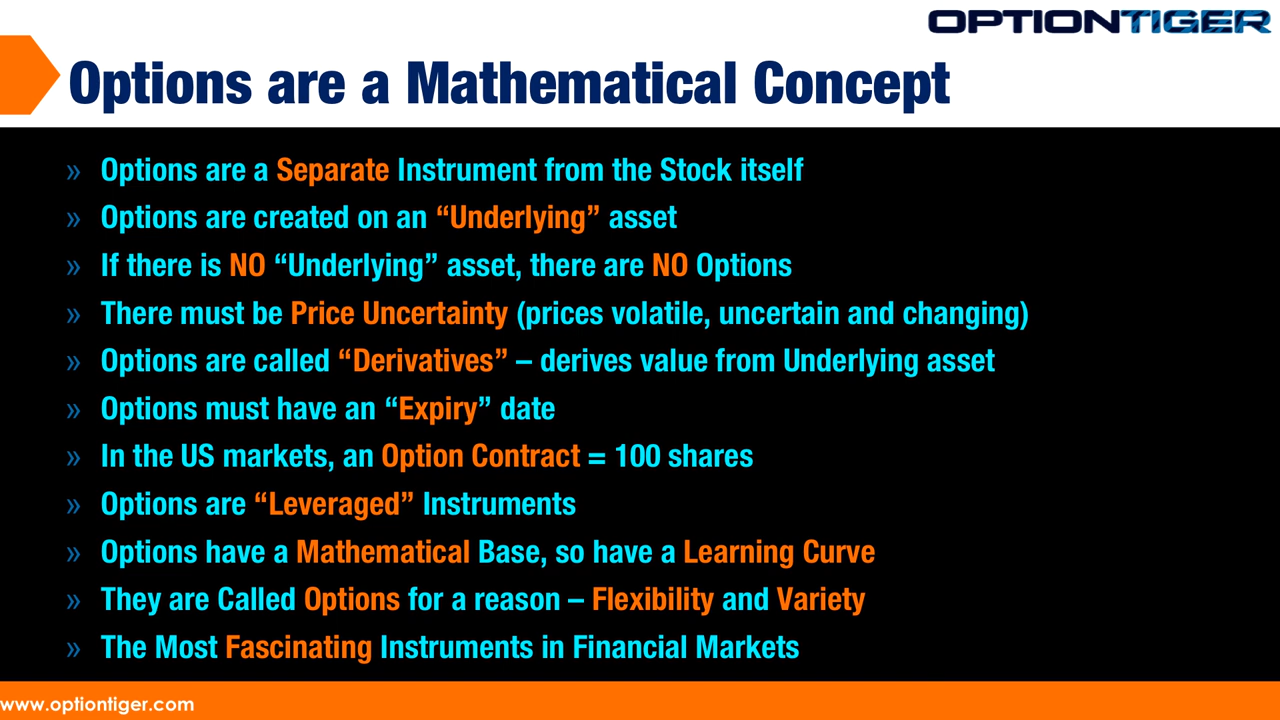 OPTIONTIGER
Options are a Mathematical Concept
» Options are a Separate Instrument from the Stock itself
» Options are created on an “Underlying” asset
» If there is NO “Underlying” asset, there are NO Options
» There must be Price Uncertainty (prices volatile, uncertain and changing)
» Options are called “Derivatives” – derives value from Underlying asset
» Options must have an “Expiry” date
» In the US markets, an Option Contract = 100 shares
» Options are “Leveraged” Instruments
» Options have a Mathematical Base, so have a Learning Curve
» They are Called Options for a reason – Flexibility and Variety
» The Most Fascinating Instruments in Financial Markets
www.optiontiger.com